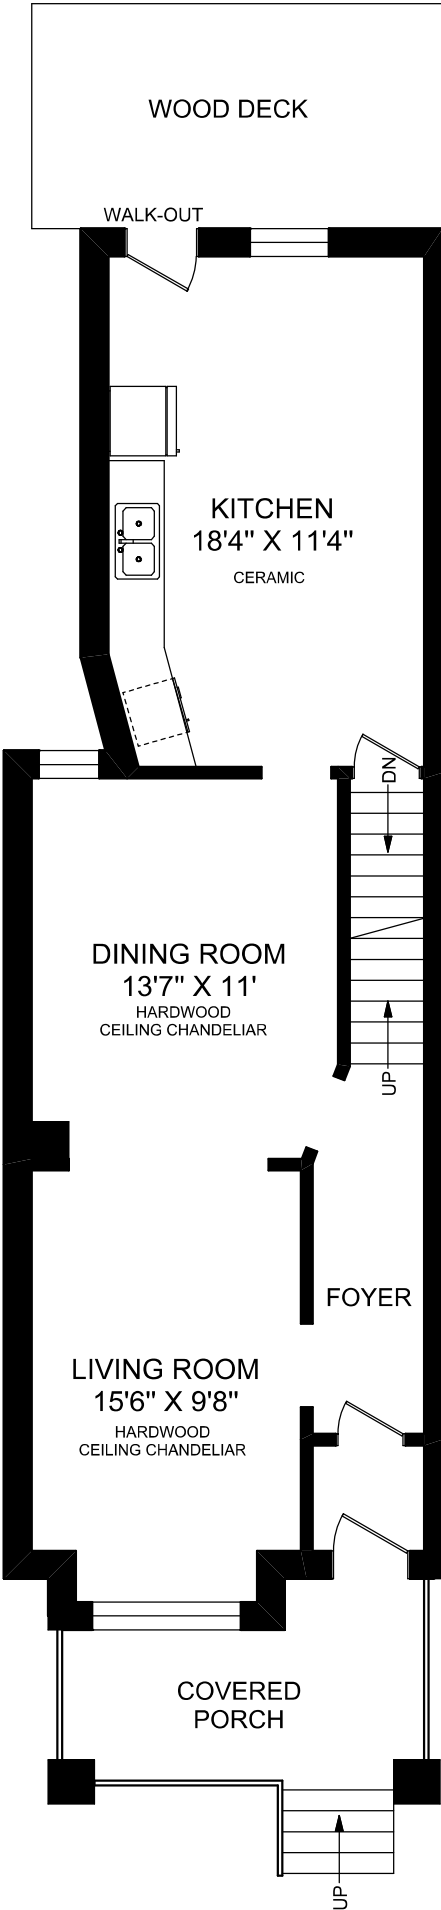 WOOD DECK
WALK-OUT
KITCHEN
18'4" X 11'4"
CERAMIC
DN
DINING ROOM
13'7" X 11'
HARDWOOD
CEILING CHANDELIAR
UP
FOYER
LIVING ROOM
15'6" X 9'8"
HARDWOOD
CEILING CHANDELIAR
COVERED
PORCH
UP